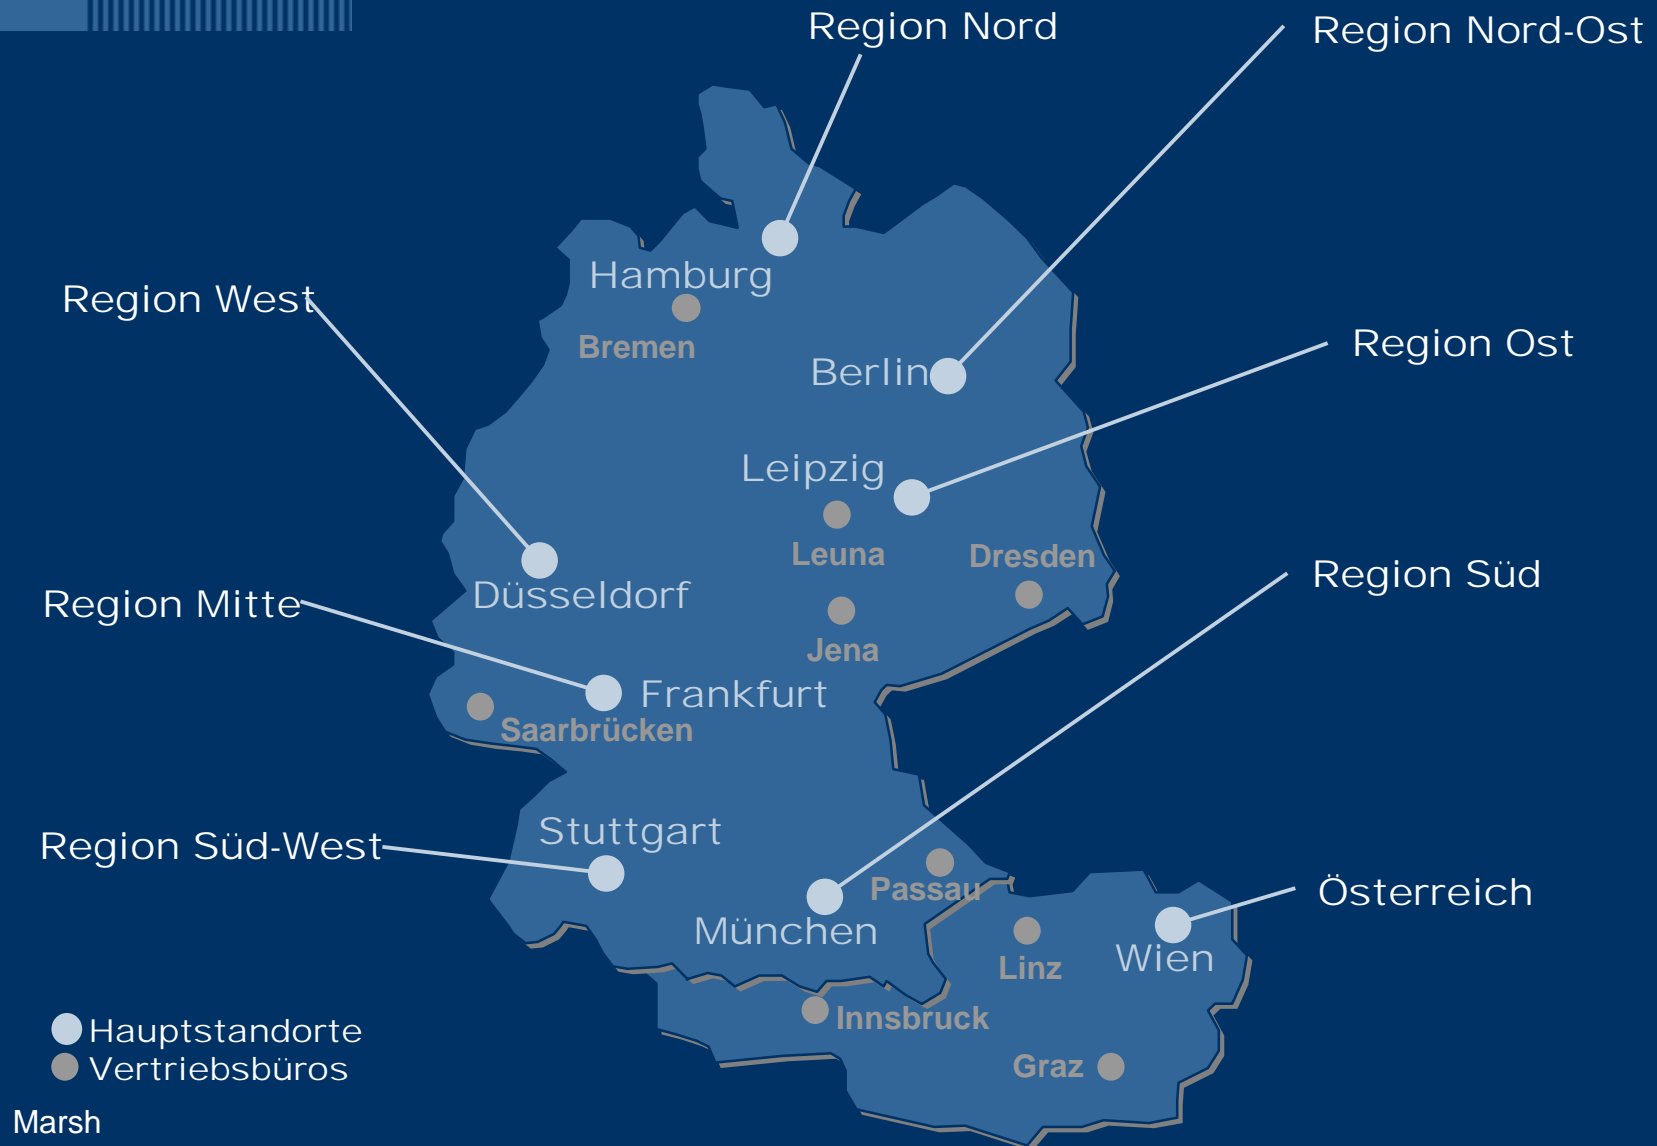 Region Nord
Region Nord-Ost
Hamburg
Region West
Bremen
Region Ost
Berlin
Leipzig
Leuna
Dresden
Region Süd
Düsseldorf
Region Mitte
Jena
Frankfurt
Saarbrücken
Stuttgart
Region Süd-West
Passau
Österreich
München
Wien
Linz
Innsbruck
Hauptstandorte
Graz
Vertriebsbüros
Marsh